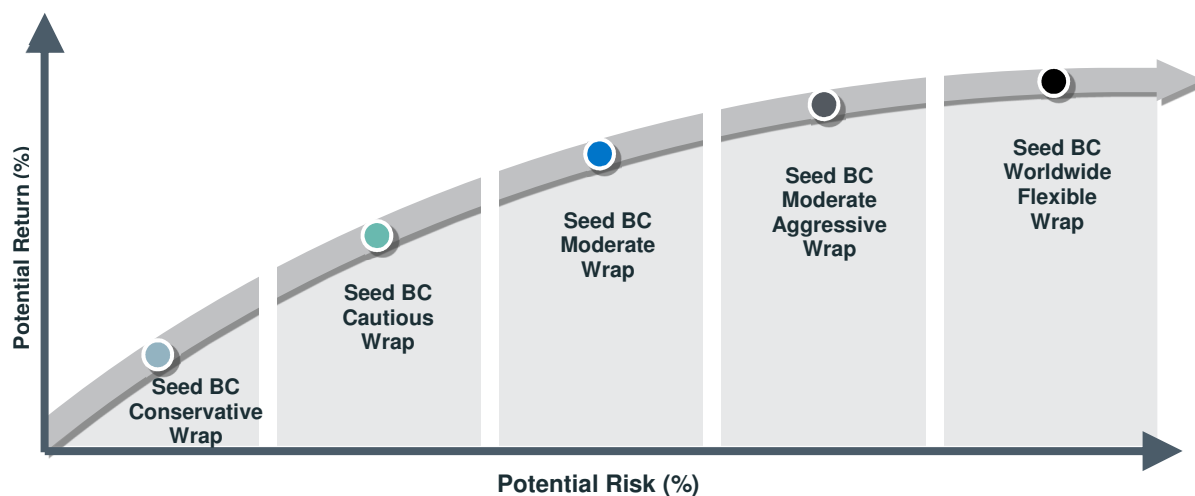 Potential Return (%)
Seed BC
Conservative
Wrap
Seed BC
Cautious
Wrap
Seed BC
Moderate
Wrap
Seed BC
Moderate
Aggressive
Wrap
Seed BC
Worldwide
Flexible
Wrap
Potential Risk (%)